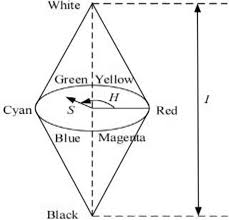 White
Green Yellow
H
I
Cyan
S
Red
Blue Magenta
Black